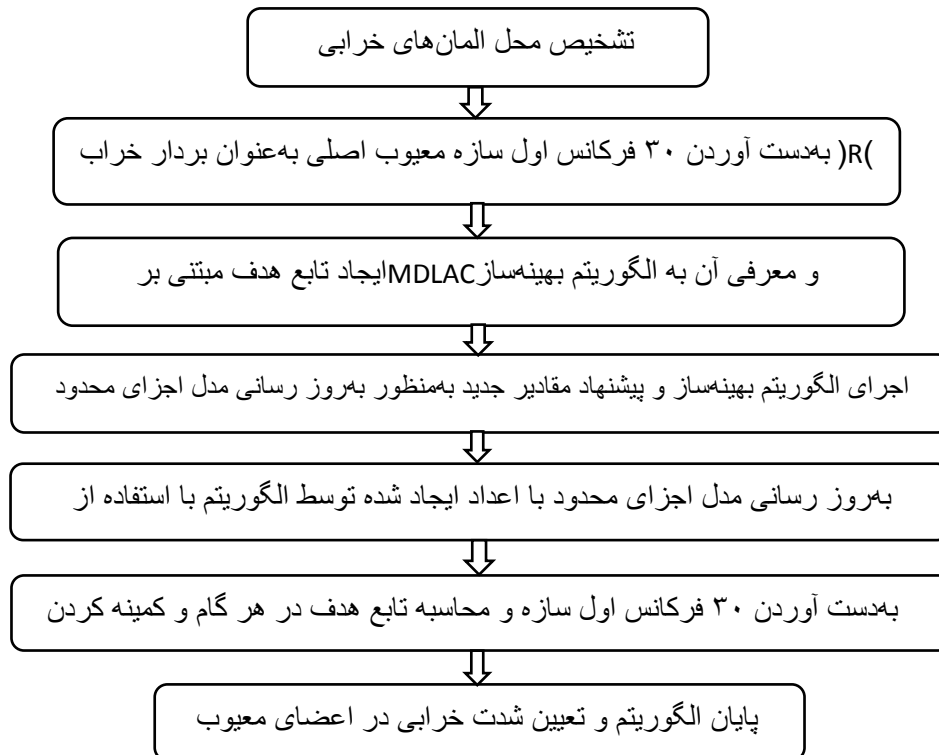 تشخیص محل المان‌های خرابی
)R( به‌دست آوردن ۳۰ فرکانس اول سازه معیوب اصلی به‌عنوان بردار خراب
و معرفی آن به الگوریتم بهینه‌سازMDLACایجاد تابع هدف مبتنی بر
اجرای الگوریتم بهینه‌ساز و پیشنهاد مقادیر جدید به‌منظور به‌روز رسانی مدل اجزای محدود
به‌روز رسانی مدل اجزای محدود با اعداد ایجاد شده توسط الگوریتم با استفاده از
به‌دست آوردن ۳۰ فرکانس اول سازه و محاسبه تابع هدف در هر گام و کمینه کردن
پایان الگوریتم و تعیین شدت خرابی در اعضای معیوب